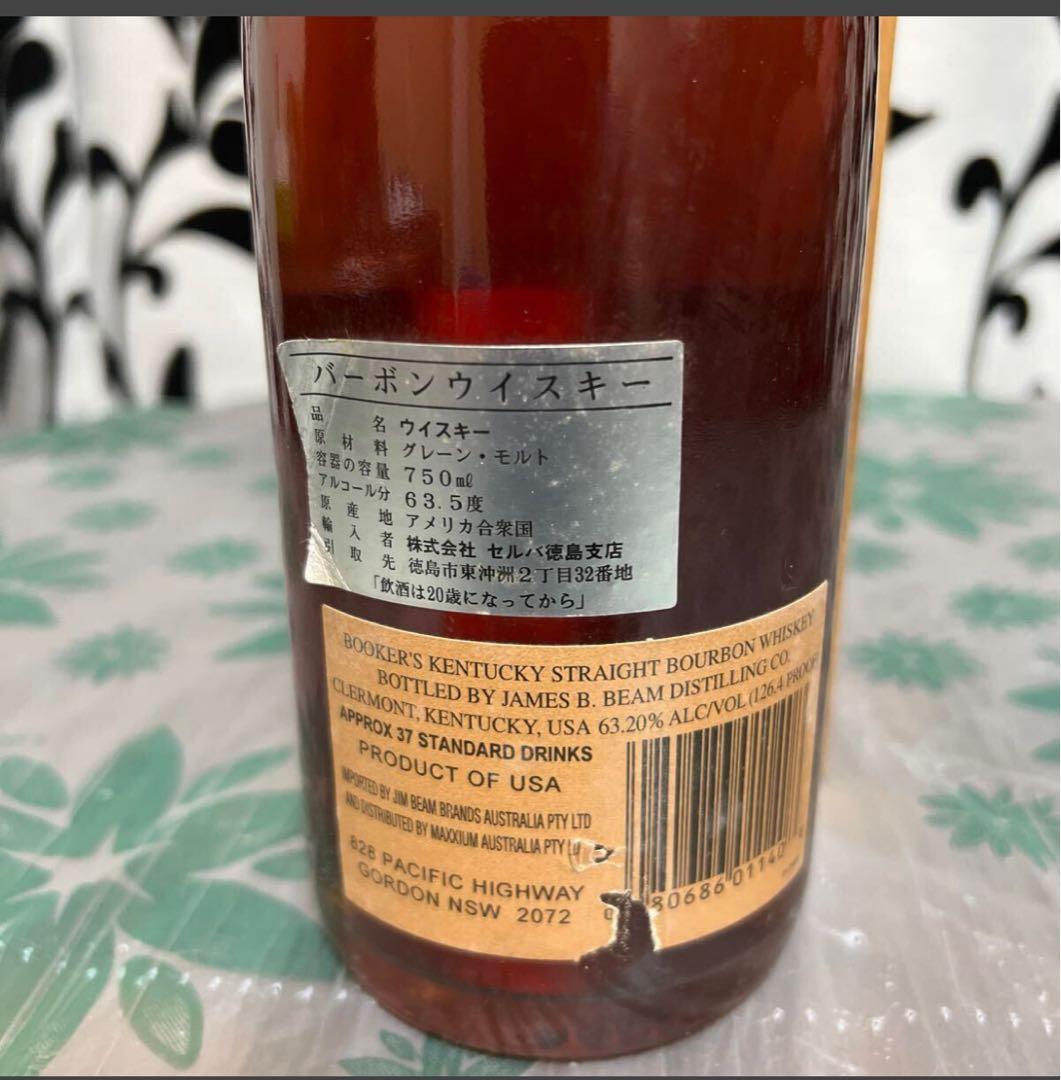 バーボンウイスキー
品名 ウイスキー
原材料 グレーン・モルト
容器の容量 750㎖
アルコール分 63.5度
原産地 アメリカ合衆国
輸入者 株式会社 セルバ徳島支店
引取先 徳島市東沖洲2丁目32番地
「飲酒は20歳になってから」
BOOKER'S KENTUCKY STRAIGHT BOURBON WHISKEY
BOTTLED BY JAMES B. BEAM DISTILLING CO.
CLERMONT, KENTUCKY, USA 63.20% ALC/VOL (126.4 PROOF)
APPROX 37 STANDARD DRINKS
PRODUCT OF USA
IMPORTED BY JIM BEAM BRANDS AUSTRALIA PTY LTD
AND DISTRIBUTED BY MAXXIUM AUSTRALIA PTY
828 PACIFIC HIGHWAY
GORDON NSW 2072
80686 01140